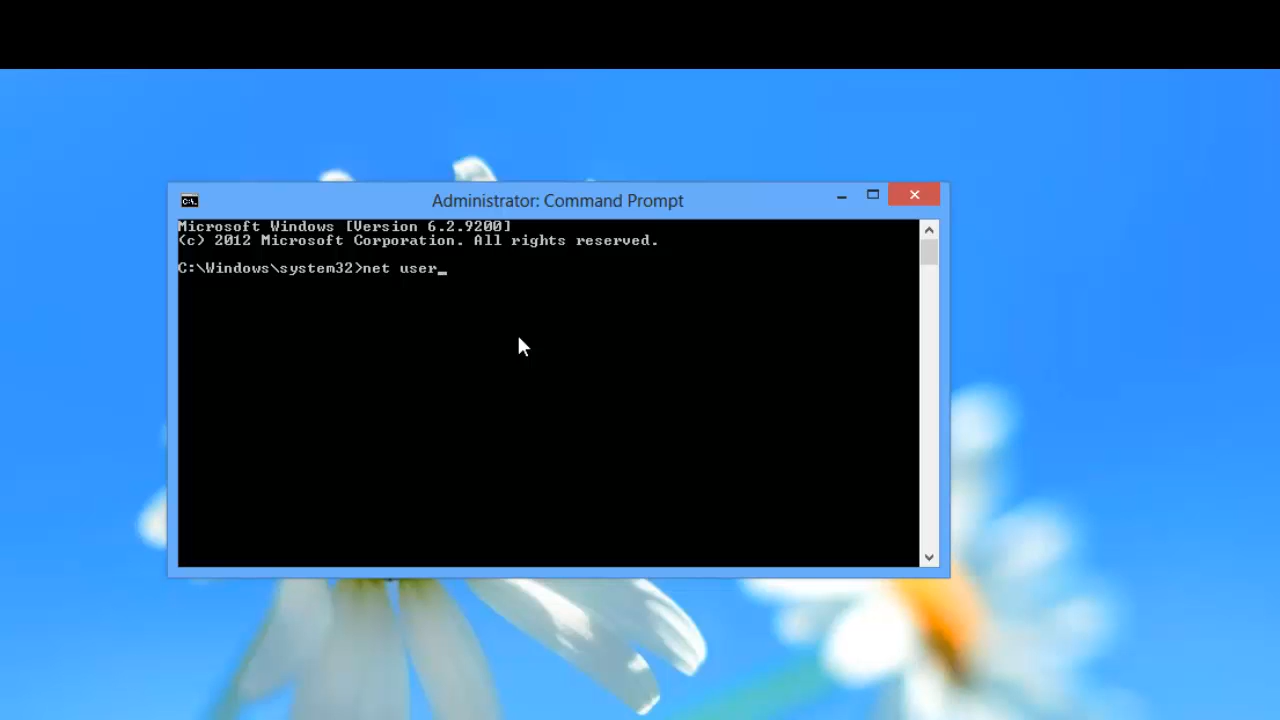 Administrator: Command Prompt
Microsoft Windows [Version 6.2.9200]
(c) 2012 Microsoft Corporation. All rights reserved.
C:\Windows\system32>net user_